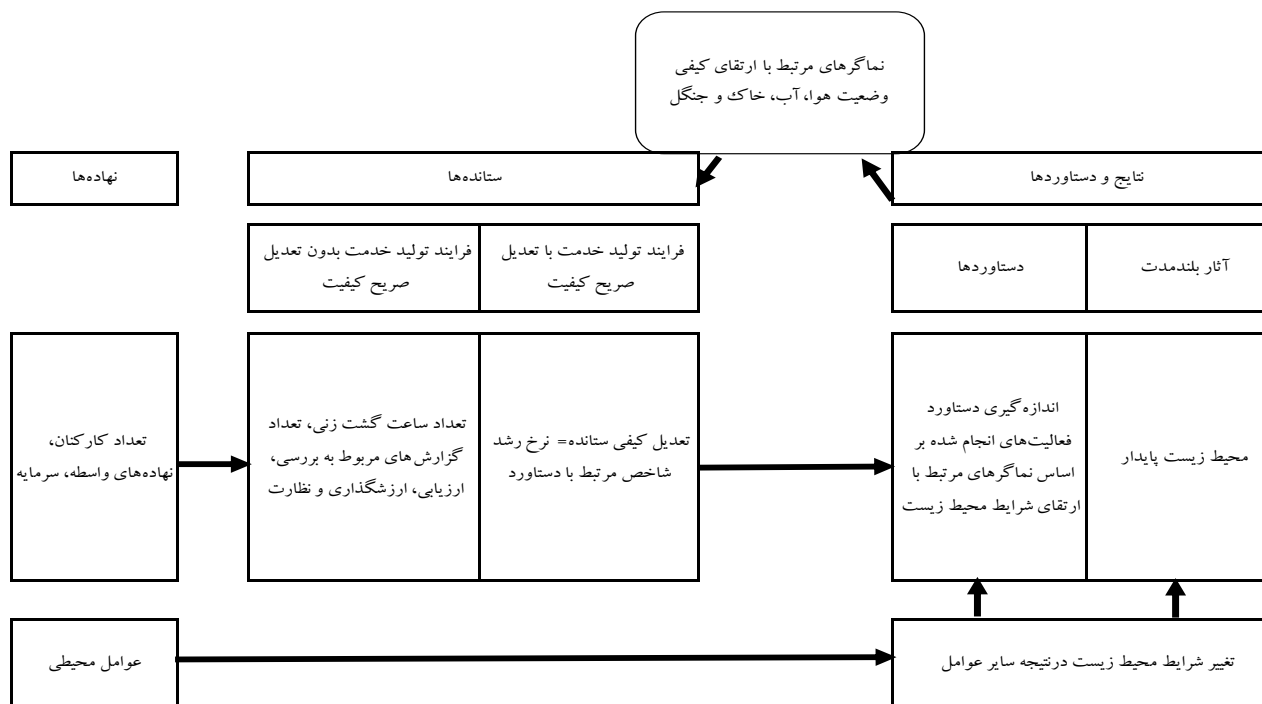 نماگرهای مرتبط با ارتقای کیفی
وضعیت هوا، آب، خاک و جنگل
نهاده‌ها
ستانده‌ها
نتایج و دستاوردها
فرایند تولید خدمت بدون تعدیل
صریح کیفیت
فرایند تولید خدمت با تعدیل
صریح کیفیت
دستاوردها
آثار بلندمدت
تعداد کارکنان،
نهاده‌های واسطه، سرمایه
تعداد ساعت گشت زنی، تعداد
گزارش‌های مربوط به بررسی،
ارزیابی، ارزشگذاری و نظارت
تعدیل کیفی ستانده= نرخ رشد
شاخص مرتبط با دستاورد
اندازه‌گیری دستاورد
فعالیت‌های انجام شده بر
اساس نماگرهای مرتبط با
ارتقای شرایط محیط زیست
محیط زیست پایدار
عوامل محیطی
تغییر شرایط محیط زیست درنتیجه سایر عوامل